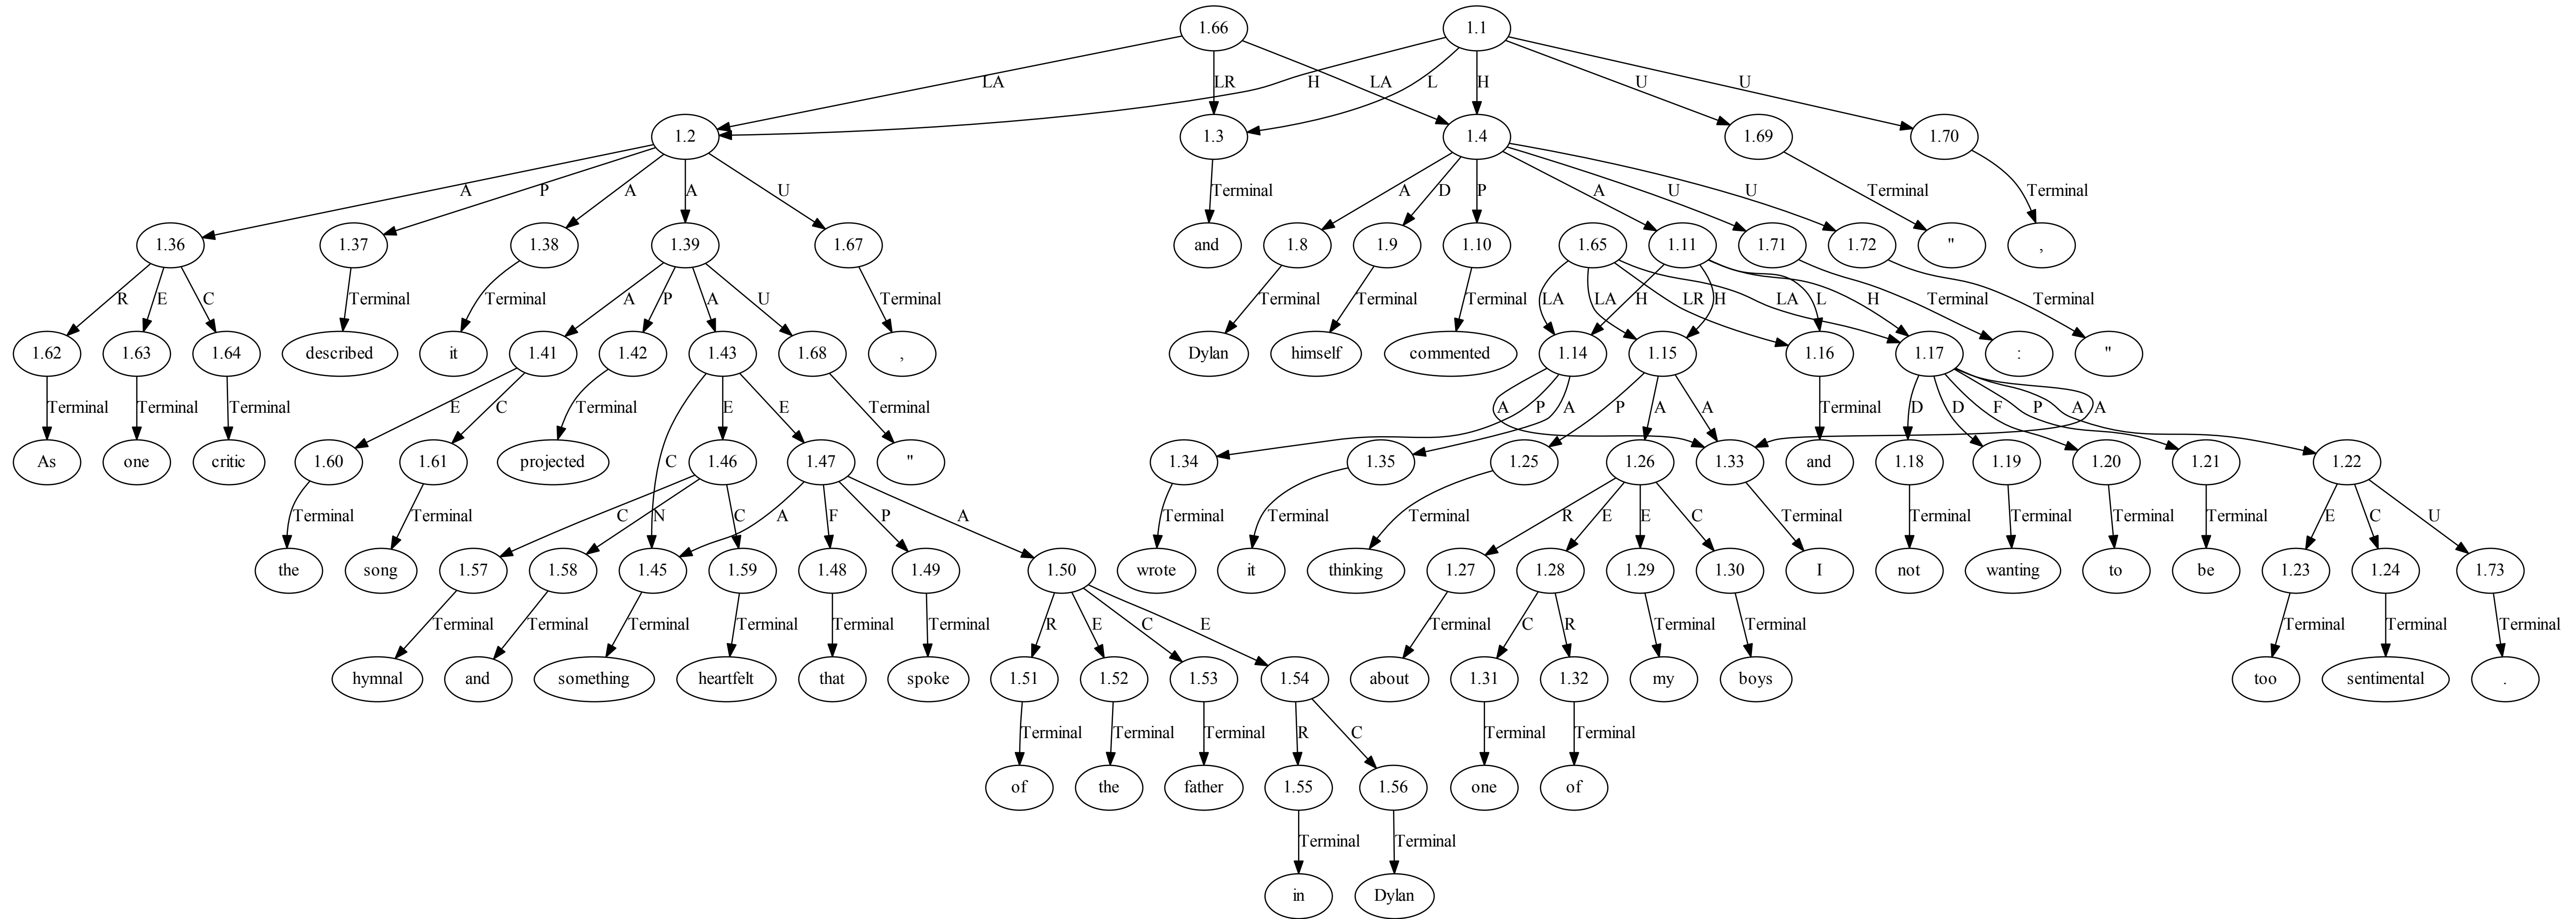 1.66 1.1
LA LR LA H L H U U
1.2 1.3 1.4 1.69 1.70
A P A A U Terminal A D P A U U Terminal Terminal
1.36 1.37 1.38 1.39 1.67 and 1.8 1.9 1.10 1.65 1.11 1.71 1.72 " ,
R E C Terminal Terminal A P A U Terminal Terminal Terminal Terminal LA LA H LR H LA L H Terminal Terminal
1.62 1.63 1.64 described it 1.41 1.42 1.43 1.68 , Dylan himself commented 1.14 1.15 1.16 1.17 : "
Terminal Terminal Terminal E C Terminal C E E Terminal A P A P A A Terminal D D F P A A
As one critic 1.60 1.61 projected 1.46 1.47 " 1.34 1.35 1.25 1.26 1.33 and 1.18 1.19 1.20 1.21 1.22
Terminal Terminal C N C A F P A Terminal Terminal Terminal R E E C Terminal Terminal Terminal Terminal Terminal E C U
the song 1.57 1.58 1.45 1.59 1.48 1.49 1.50 wrote it thinking 1.27 1.28 1.29 1.30 I not wanting to be 1.23 1.24 1.73
Terminal Terminal Terminal Terminal Terminal Terminal R E C E Terminal C R Terminal Terminal Terminal Terminal Terminal
hymnal and something heartfelt that spoke 1.51 1.52 1.53 1.54 about 1.31 1.32 my boys too sentimental .
Terminal Terminal Terminal R C Terminal Terminal
of the father 1.55 1.56 one of
Terminal Terminal
in Dylan